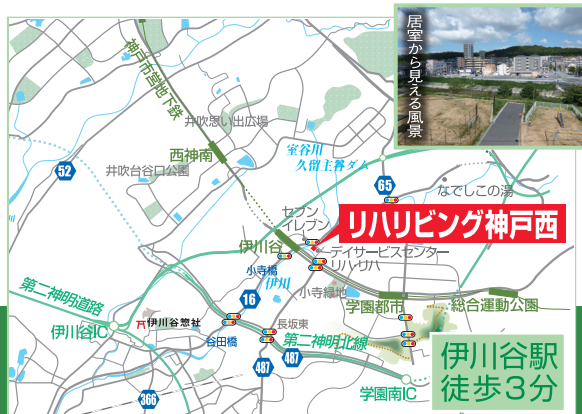 居室から見える風景
神戸市営地下鉄
井吹憩い出広場
西神南
室谷川
久留主暮ダム
52
井吹台谷口公園
65
なでしこの湯
セブン
イレブン
リハリビング神戸西
伊川谷
デイサービスセンター
リハ・リハ
小寺橋
伊川
小寺緑地
16
学園都市
総合運動公園
第二神明道路
伊川谷IC
伊川谷惣社
谷田橋
長坂東
第二神明北線
487
487
366
学園南IC
伊川谷駅
徒歩3分